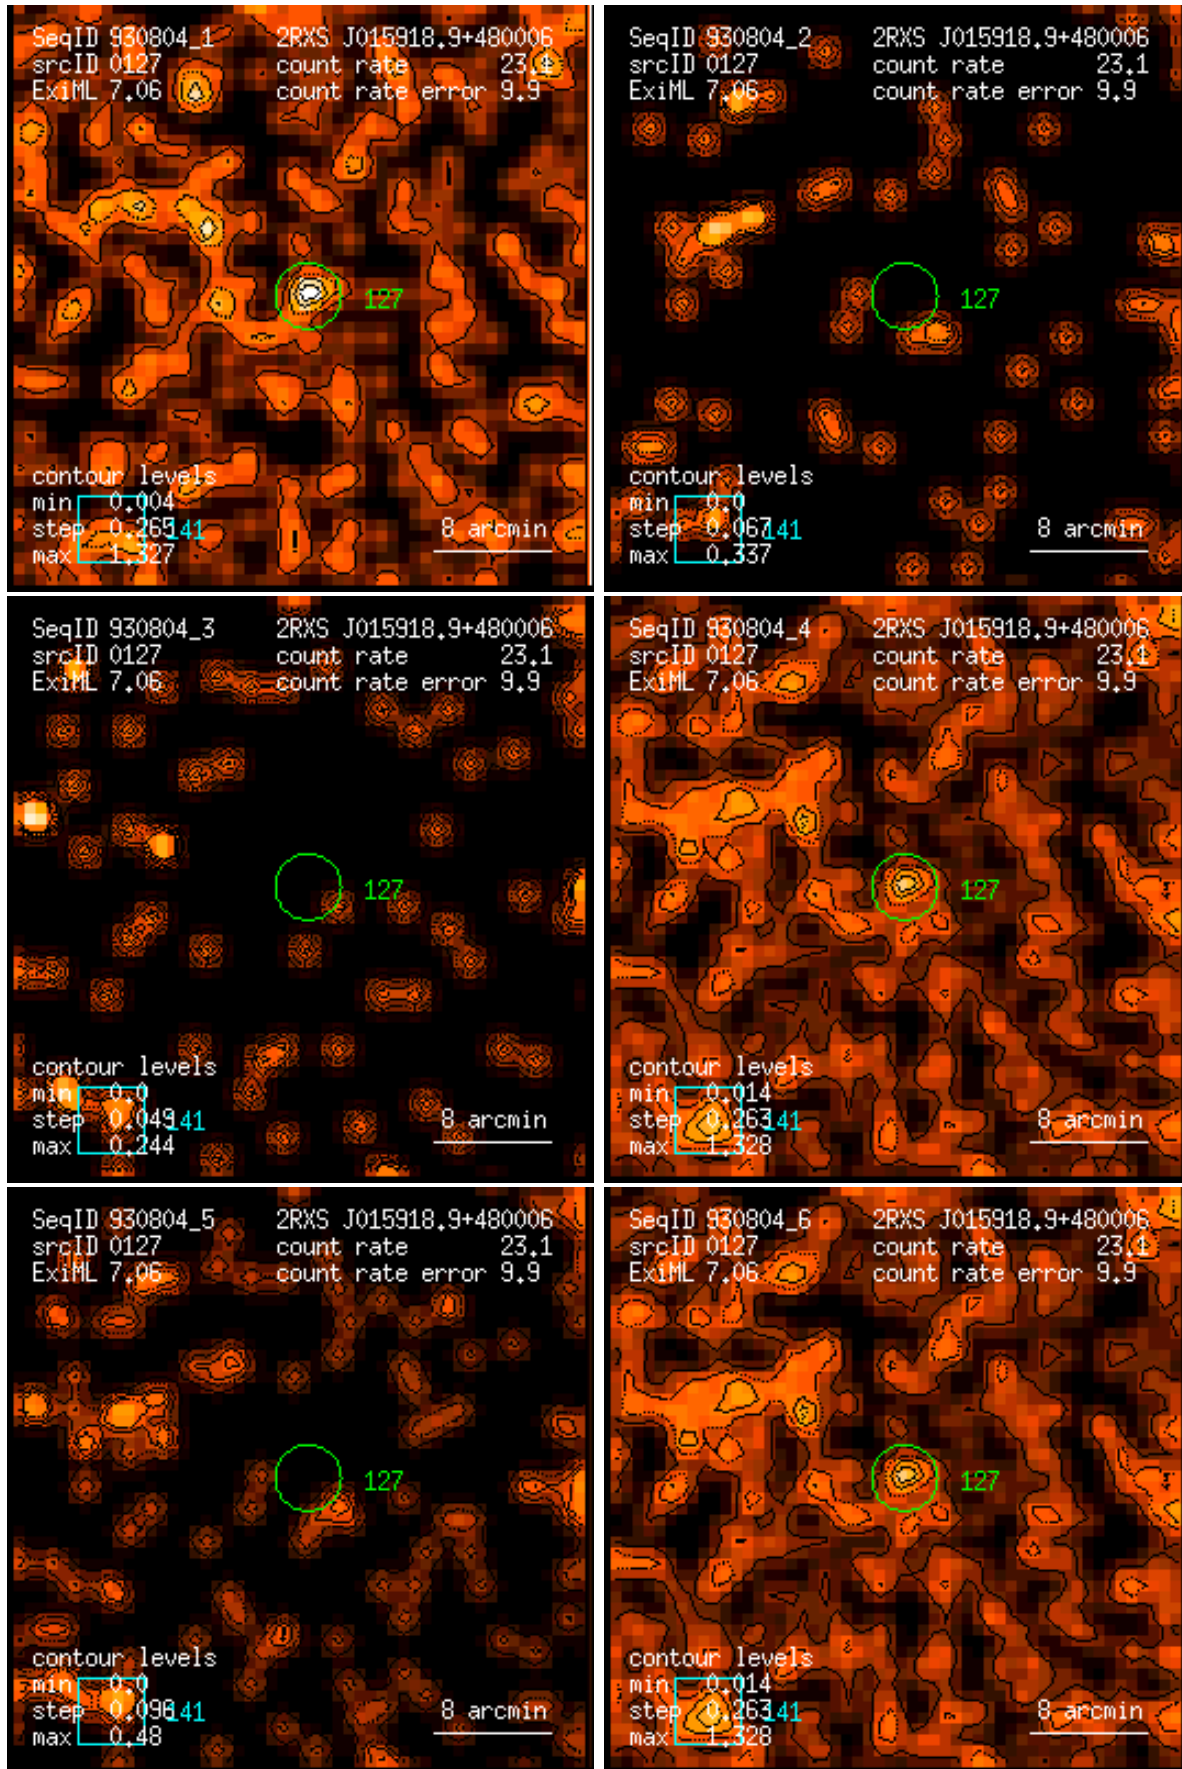 SeqID 930804_1 2RXS J015918.9+480006
srcID 0127 count rate 23.1
ExiML 7.06 count rate error 9.9
127
contour levels
min 0.004
step 0.265 141 8 arcmin
max 1.327
SeqID 930804_2 2RXS J015918.9+480006
srcID 0127 count rate 23.1
ExiML 7.06 count rate error 9.9
127
contour levels
min 0.0
step 0.067 141 8 arcmin
max 0.337
SeqID 930804_3 2RXS J015918.9+480006
srcID 0127 count rate 23.1
ExiML 7.06 count rate error 9.9
127
contour levels
min 0.0
step 0.049 141 8 arcmin
max 0.244
SeqID 930804_4 2RXS J015918.9+480006
srcID 0127 count rate 23.1
ExiML 7.06 count rate error 9.9
127
contour levels
min 0.014
step 0.263 141 8 arcmin
max 1.328
SeqID 930804_5 2RXS J015918.9+480006
srcID 0127 count rate 23.1
ExiML 7.06 count rate error 9.9
127
contour levels
min 0.0
step 0.096 141 8 arcmin
max 0.48
SeqID 930804_6 2RXS J015918.9+480006
srcID 0127 count rate 23.1
ExiML 7.06 count rate error 9.9
127
contour levels
min 0.014
step 0.263 141 8 arcmin
max 1.328